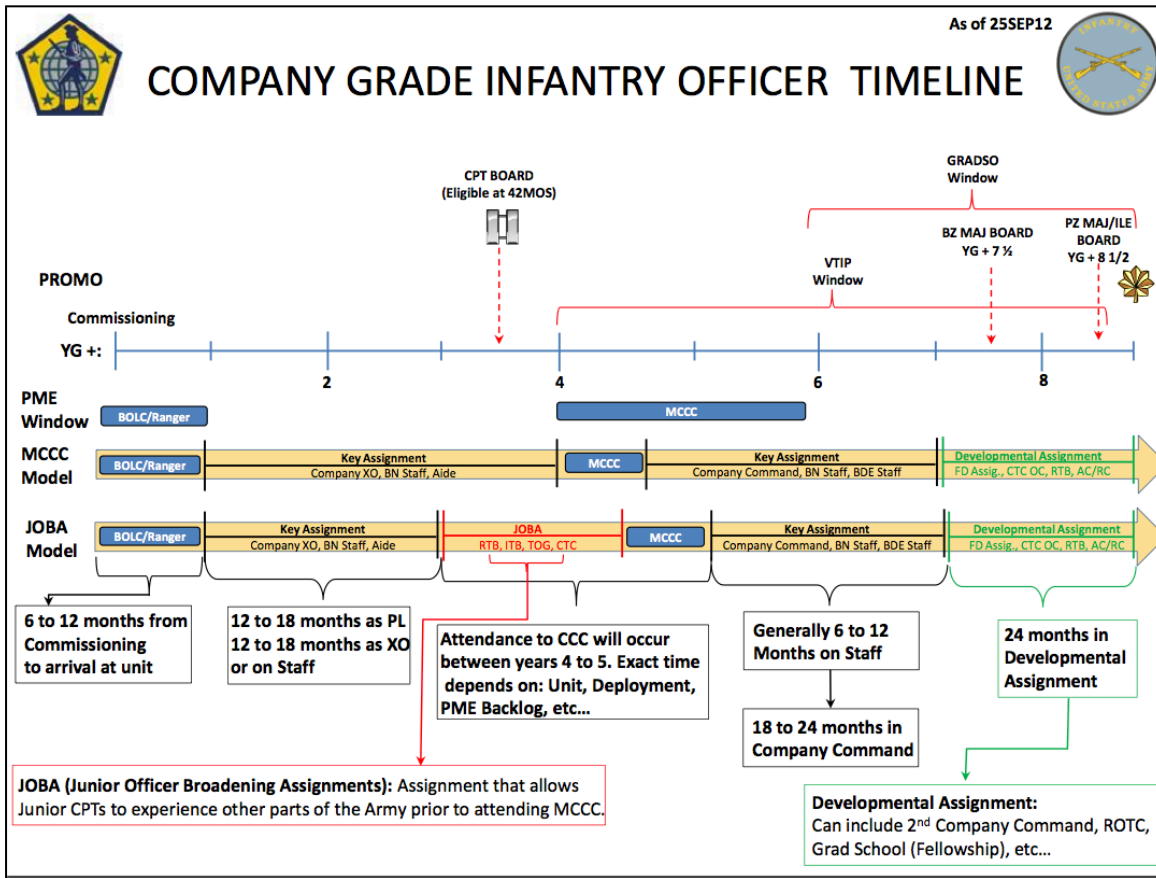 As of 25SEP12
INFANTRY
UNITED STATES ARMY
COMPANY GRADE INFANTRY OFFICER TIMELINE
CPT BOARD
(Eligible at 42MOS)
GRADSO
Window
BZ MAJ BOARD
YG + 7 ½
PZ MAJ/ILE
BOARD
YG + 8 1/2
VTIP
Window
PROMO
Commissioning
YG +:
2
4
6
8
PME
Window
BOLC/Ranger
MCCC
MCCC
Model
BOLC/Ranger
Key Assignment
Company XO, BN Staff, Aide
MCCC
Key Assignment
Company Command, BN Staff, BDE Staff
Developmental Assignment
FD Assig., CTC OC, RTB, AC/RC
JOBA
Model
BOLC/Ranger
Key Assignment
Company XO, BN Staff, Aide
JOBA
RTB, ITB, TOG, CTC
MCCC
Key Assignment
Company Command, BN Staff, BDE Staff
Developmental Assignment
FD Assig., CTC OC, RTB, AC/RC
6 to 12 months from
Commissioning
to arrival at unit
12 to 18 months as PL
12 to 18 months as XO
or on Staff
Attendance to CCC will occur
between years 4 to 5. Exact time
depends on: Unit, Deployment,
PME Backlog, etc…
Generally 6 to 12
Months on Staff
18 to 24 months in
Company Command
24 months in
Developmental
Assignment
JOBA (Junior Officer Broadening Assignments): Assignment that allows
Junior CPTs to experience other parts of the Army prior to attending MCCC.
Developmental Assignment:
Can include 2nd Company Command, ROTC,
Grad School (Fellowship), etc…